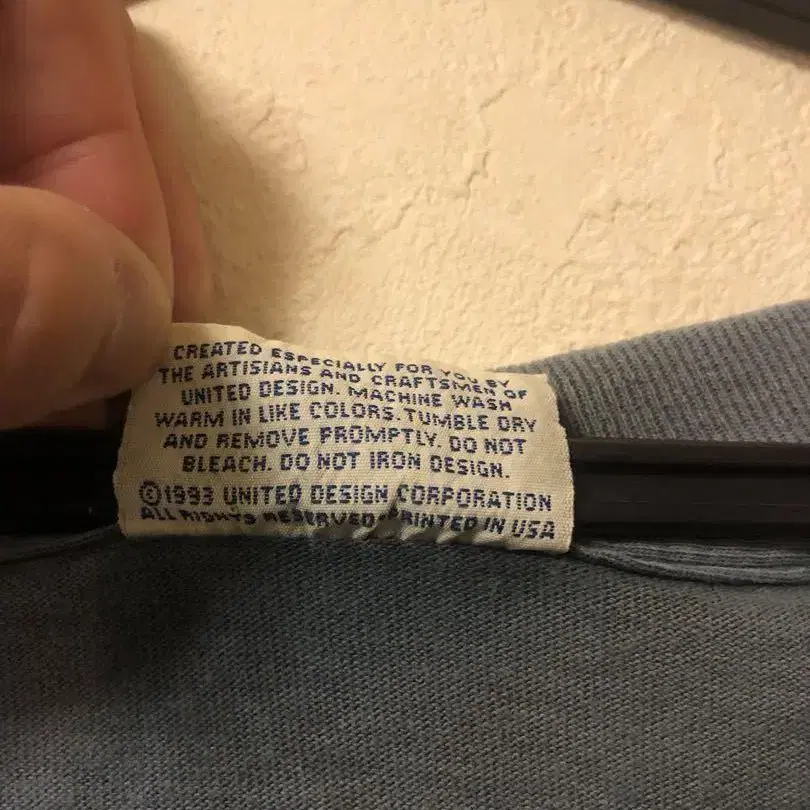 CREATED ESPECIALLY FOR YOU BY
THE ARTISIANS AND CRAFTSMEN OF
UNITED DESIGN. MACHINE WASH
WARM IN LIKE COLORS. TUMBLE DRY
AND REMOVE PROMPTLY. DO NOT
BLEACH. DO NOT IRON DESIGN.
©1993 UNITED DESIGN CORPORATION
ALL RIGHTS RESERVED PRINTED IN USA